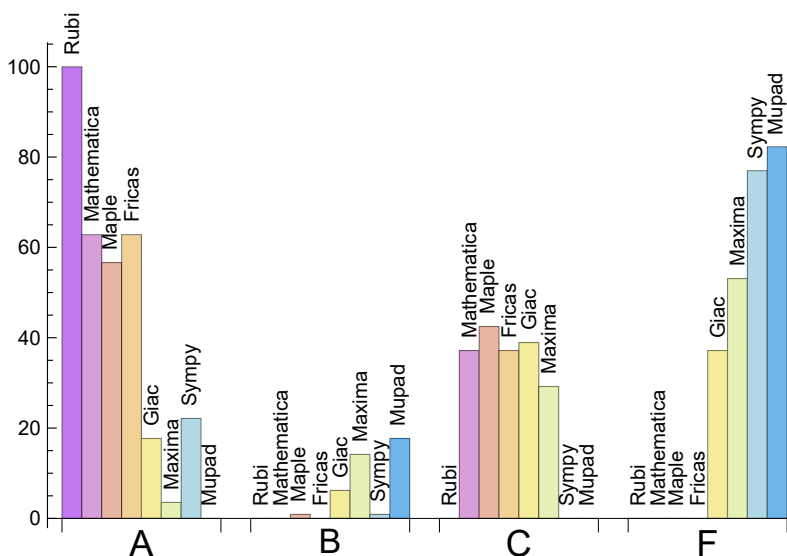 100
80
60
40
20
0
Rubi
Mathematica
Maple
Fricas
Giac
Maxima
Sympy
Mupad
Rubi
Mathematica
Maple
Fricas
Giac
Maxima
Sympy
Mupad
Rubi
Mathematica
Maple
Fricas
Giac
Maxima
Sympy
Mupad
Rubi
Mathematica
Maple
Fricas
Giac
Maxima
Sympy
Mupad
A
B
C
F